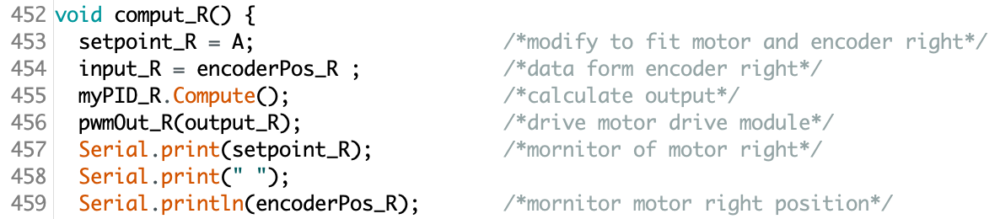 452 void comput_R() {
453 setpoint_R = A; /*modify to fit motor and encoder right*/
454 input_R = encoderPos_R ; /*data form encoder right*/
455 myPID_R.Compute(); /*calculate output*/
456 pwmOut_R(output_R); /*drive motor drive module*/
457 Serial.print(setpoint_R); /*mornitor of motor right*/
458 Serial.print(" ");
459 Serial.println(encoderPos_R); /*mornitor motor right position*/